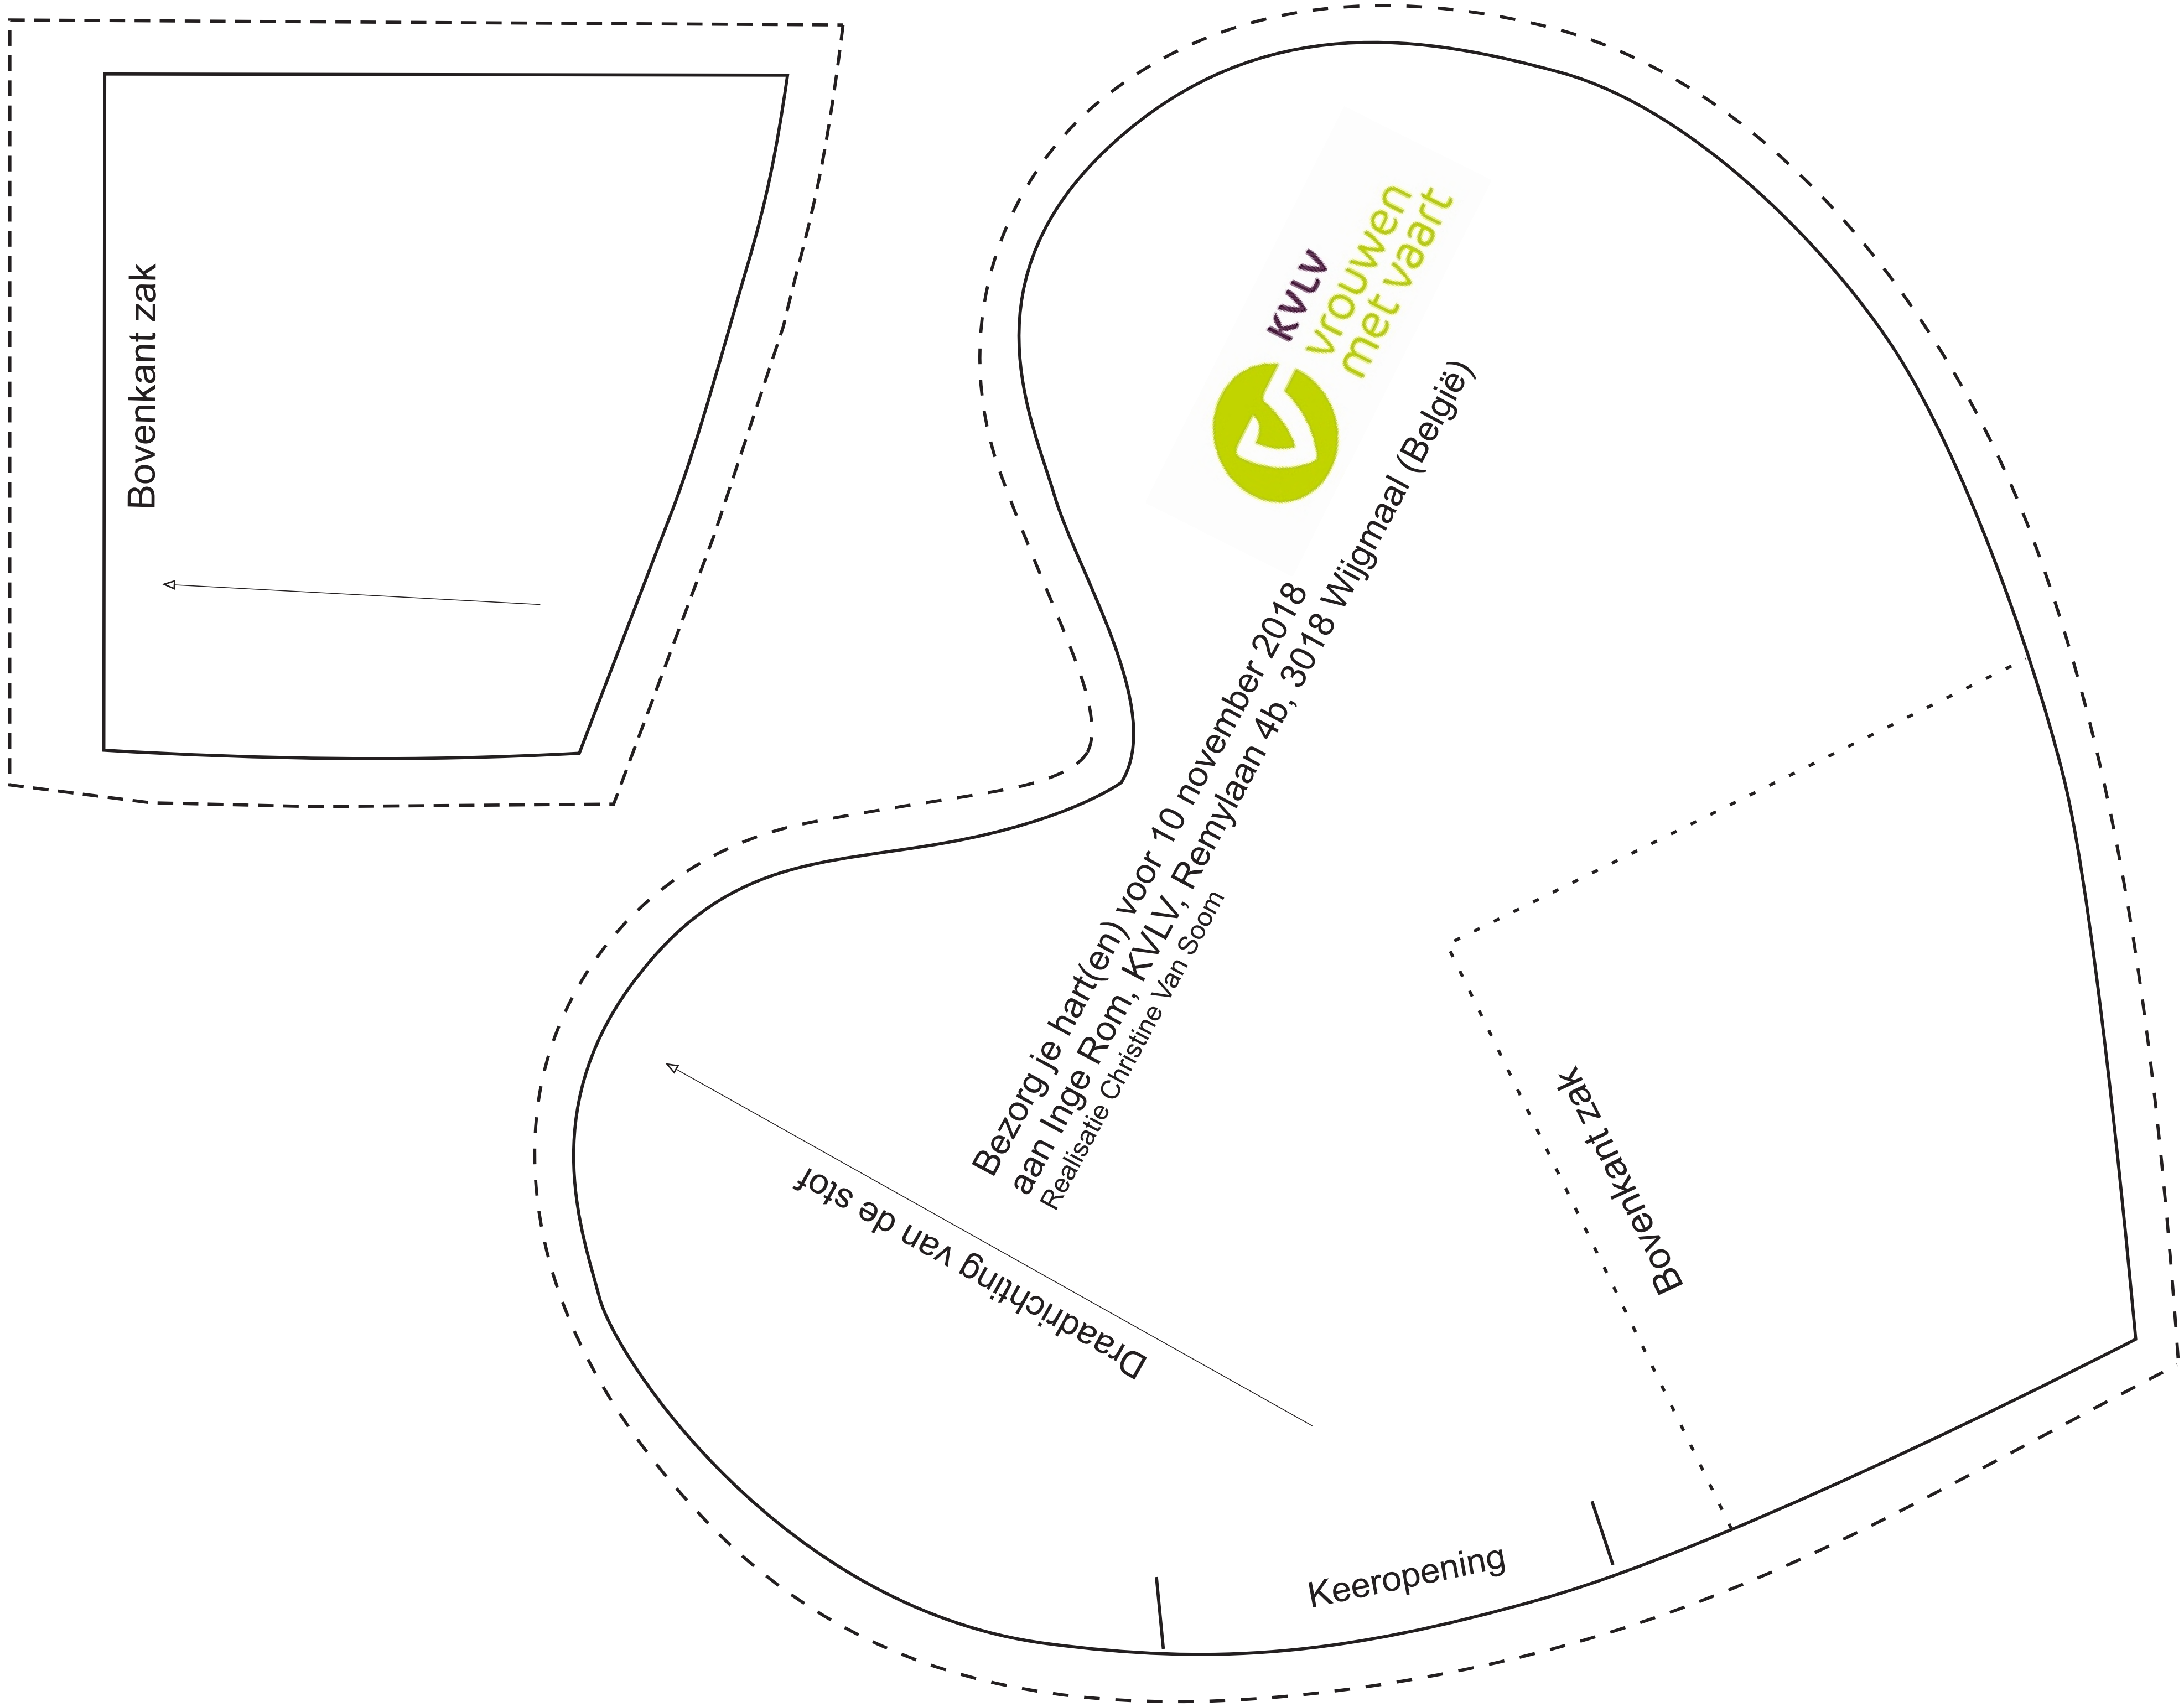 Bovenkant zak
KVLV
vrouwen
met vaart
Bezorg je hart(en) voor 10 november 2018
aan Inge Rom, KVLV, Remylaan 4b, 3018 Wijgmaal (België)
Realisatie Christine Van Soom
Draadrichting van de stof
Bovenkant zak
Keeropening